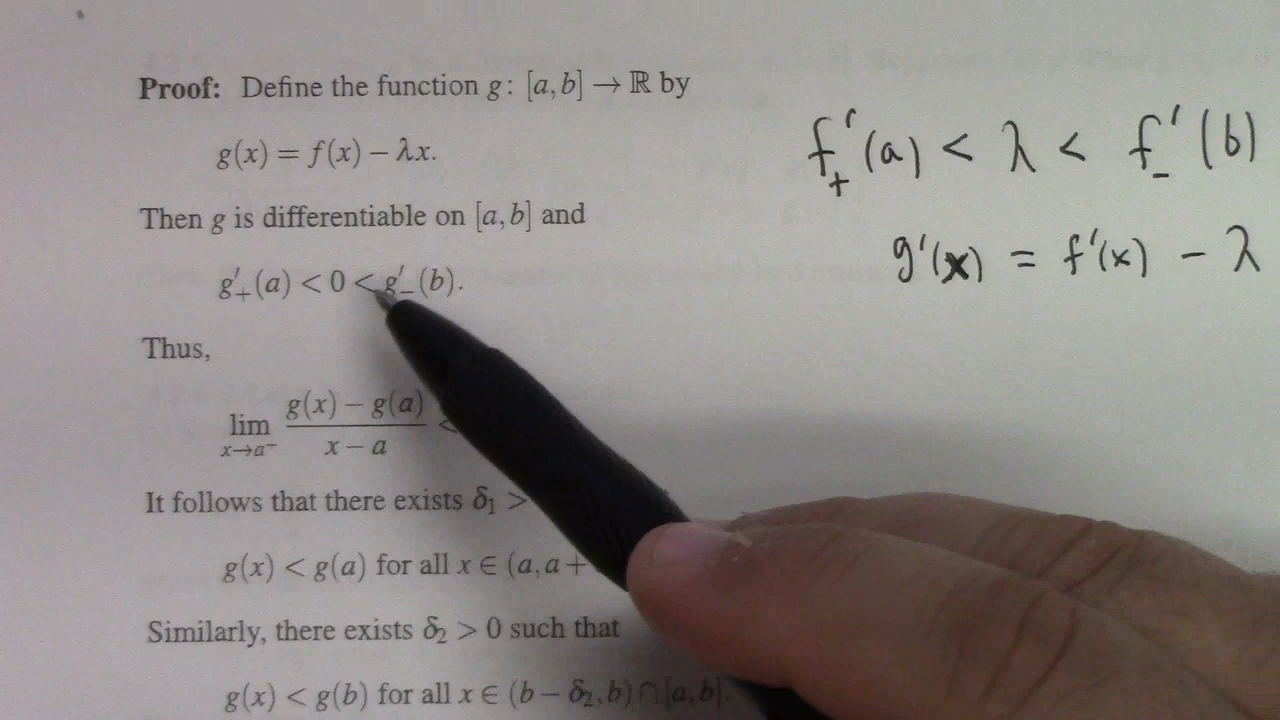 Proof: Define the function g: [a,b] → ℝ by
g(x) = f(x) − λx.
Then g is differentiable on [a,b] and
g′₊(a) < 0 < g′₋(b).
Thus,
lim x→a⁻ (g(x) − g(a))/(x − a) <
It follows that there exists δ₁ >
g(x) < g(a) for all x ∈ (a,a+
Similarly, there exists δ₂ > 0 such that
g(x) < g(b) for all x ∈ (b − δ₂,b) ∩ [a,b].
f′₊(a) < λ < f′₋(b)
g′(x) = f′(x) − λ